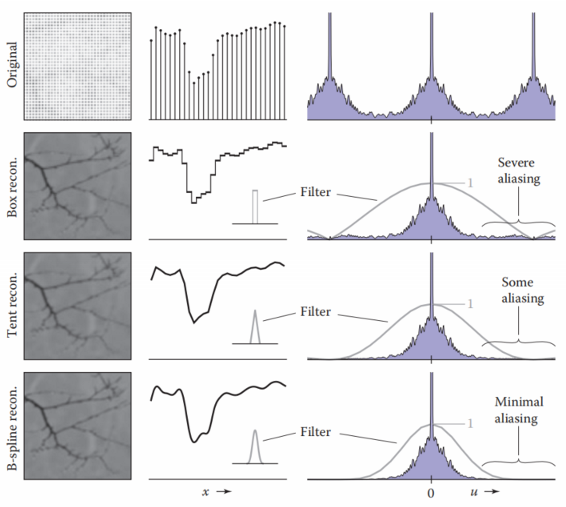 Original
Box recon.
Filter
1
Severe
aliasing
Tent recon.
Filter
1
Some
aliasing
B-spline recon.
Filter
1
Minimal
aliasing
x →
0
u →